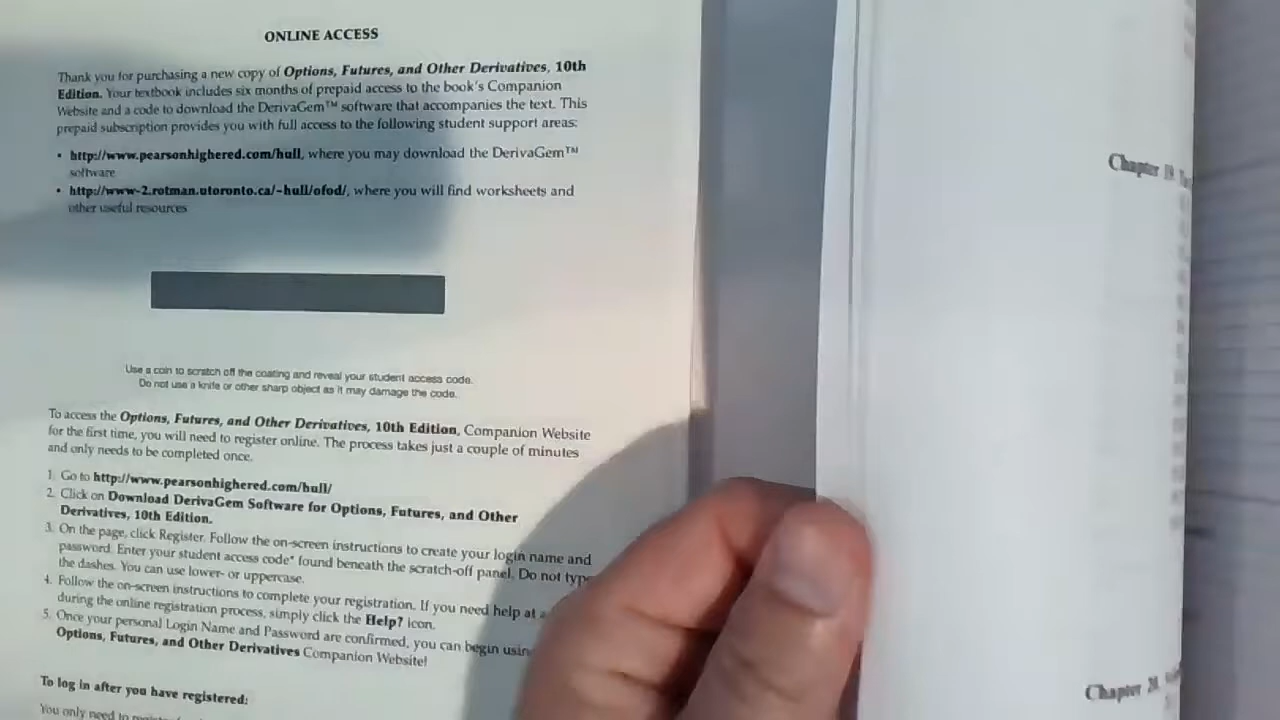 ONLINE ACCESS
Thank you for purchasing a new copy of Options, Futures, and Other Derivatives, 10th
Edition. Your textbook includes six months of prepaid access to the book's Companion
Website and a code to download the DerivaGem™ software that accompanies the text. This
prepaid subscription provides you with full access to the following student support areas:
• http://www.pearsonhighered.com/hull, where you may download the DerivaGem™
software
• http://www-2.rotman.utoronto.ca/~hull/ofod/, where you will find worksheets and
other useful resources
Use a coin to scratch off the coating and reveal your student access code.
Do not use a knife or other sharp object as it may damage the code.
To access the Options, Futures, and Other Derivatives, 10th Edition, Companion Website
for the first time, you will need to register online. The process takes just a couple of minutes
and only needs to be completed once.
1. Go to http://www.pearsonhighered.com/hull/
2. Click on Download DerivaGem Software for Options, Futures, and Other
Derivatives, 10th Edition.
3. On the page, click Register. Follow the on-screen instructions to create your login name and
password. Enter your student access code* found beneath the scratch-off panel. Do not type
the dashes. You can use lower- or uppercase.
4. Follow the on-screen instructions to complete your registration. If you need help at
during the online registration process, simply click the Help? icon.
5. Once your personal Login Name and Password are confirmed, you can begin using
Options, Futures, and Other Derivatives Companion Website!
To log in after you have registered:
You only need to
Chapter 19.
Chapter 20.